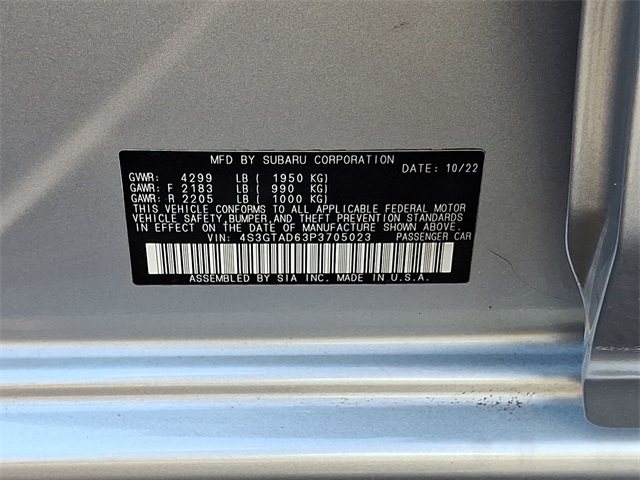 MFD BY SUBARU CORPORATION
DATE: 10/22
GVWR: 4299 LB ( 1950 KG)
GAWR: F 2183 LB ( 990 KG)
GAWR: R 2205 LB ( 1000 KG)
THIS VEHICLE CONFORMS TO ALL APPLICABLE FEDERAL MOTOR
VEHICLE SAFETY, BUMPER, AND THEFT PREVENTION STANDARDS
IN EFFECT ON THE DATE OF MANUFACTURE SHOWN ABOVE.
VIN: 4S3GTAD63P3705023 PASSENGER CAR
ASSEMBLED BY SIA INC. MADE IN U.S.A.